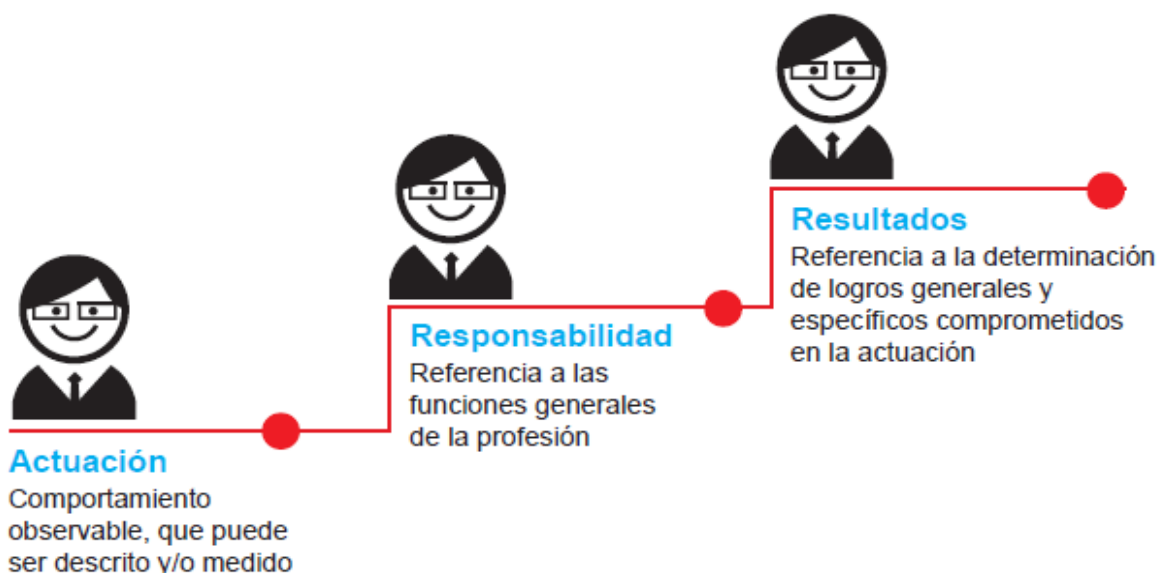 Resultados
Referencia a la determinación
de logros generales y
específicos comprometidos
en la actuación
Responsabilidad
Referencia a las
funciones generales
de la profesión
Actuación
Comportamiento
observable, que puede
ser descrito y/o medido